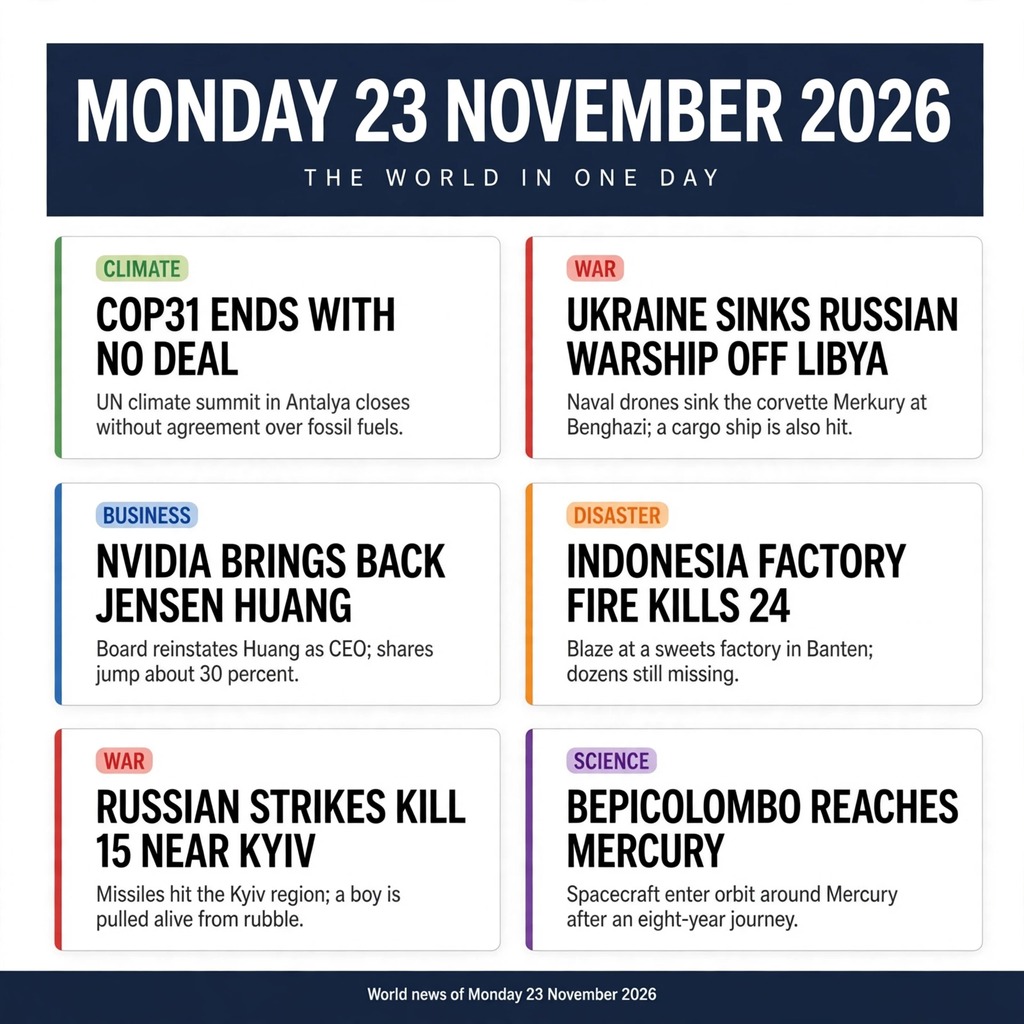 MONDAY 23 NOVEMBER 2026
THE WORLD IN ONE DAY
CLIMATE
COP31 ENDS WITH
NO DEAL
UN climate summit in Antalya closes
without agreement over fossil fuels.
WAR
UKRAINE SINKS RUSSIAN
WARSHIP OFF LIBYA
Naval drones sink the corvette Merkury at
Benghazi; a cargo ship is also hit.
BUSINESS
NVIDIA BRINGS BACK
JENSEN HUANG
Board reinstates Huang as CEO; shares
jump about 30 percent.
DISASTER
INDONESIA FACTORY
FIRE KILLS 24
Blaze at a sweets factory in Banten;
dozens still missing.
WAR
RUSSIAN STRIKES KILL
15 NEAR KYIV
Missiles hit the Kyiv region; a boy is
pulled alive from rubble.
SCIENCE
BEPICOLOMBO REACHES
MERCURY
Spacecraft enter orbit around Mercury
after an eight-year journey.
World news of Monday 23 November 2026